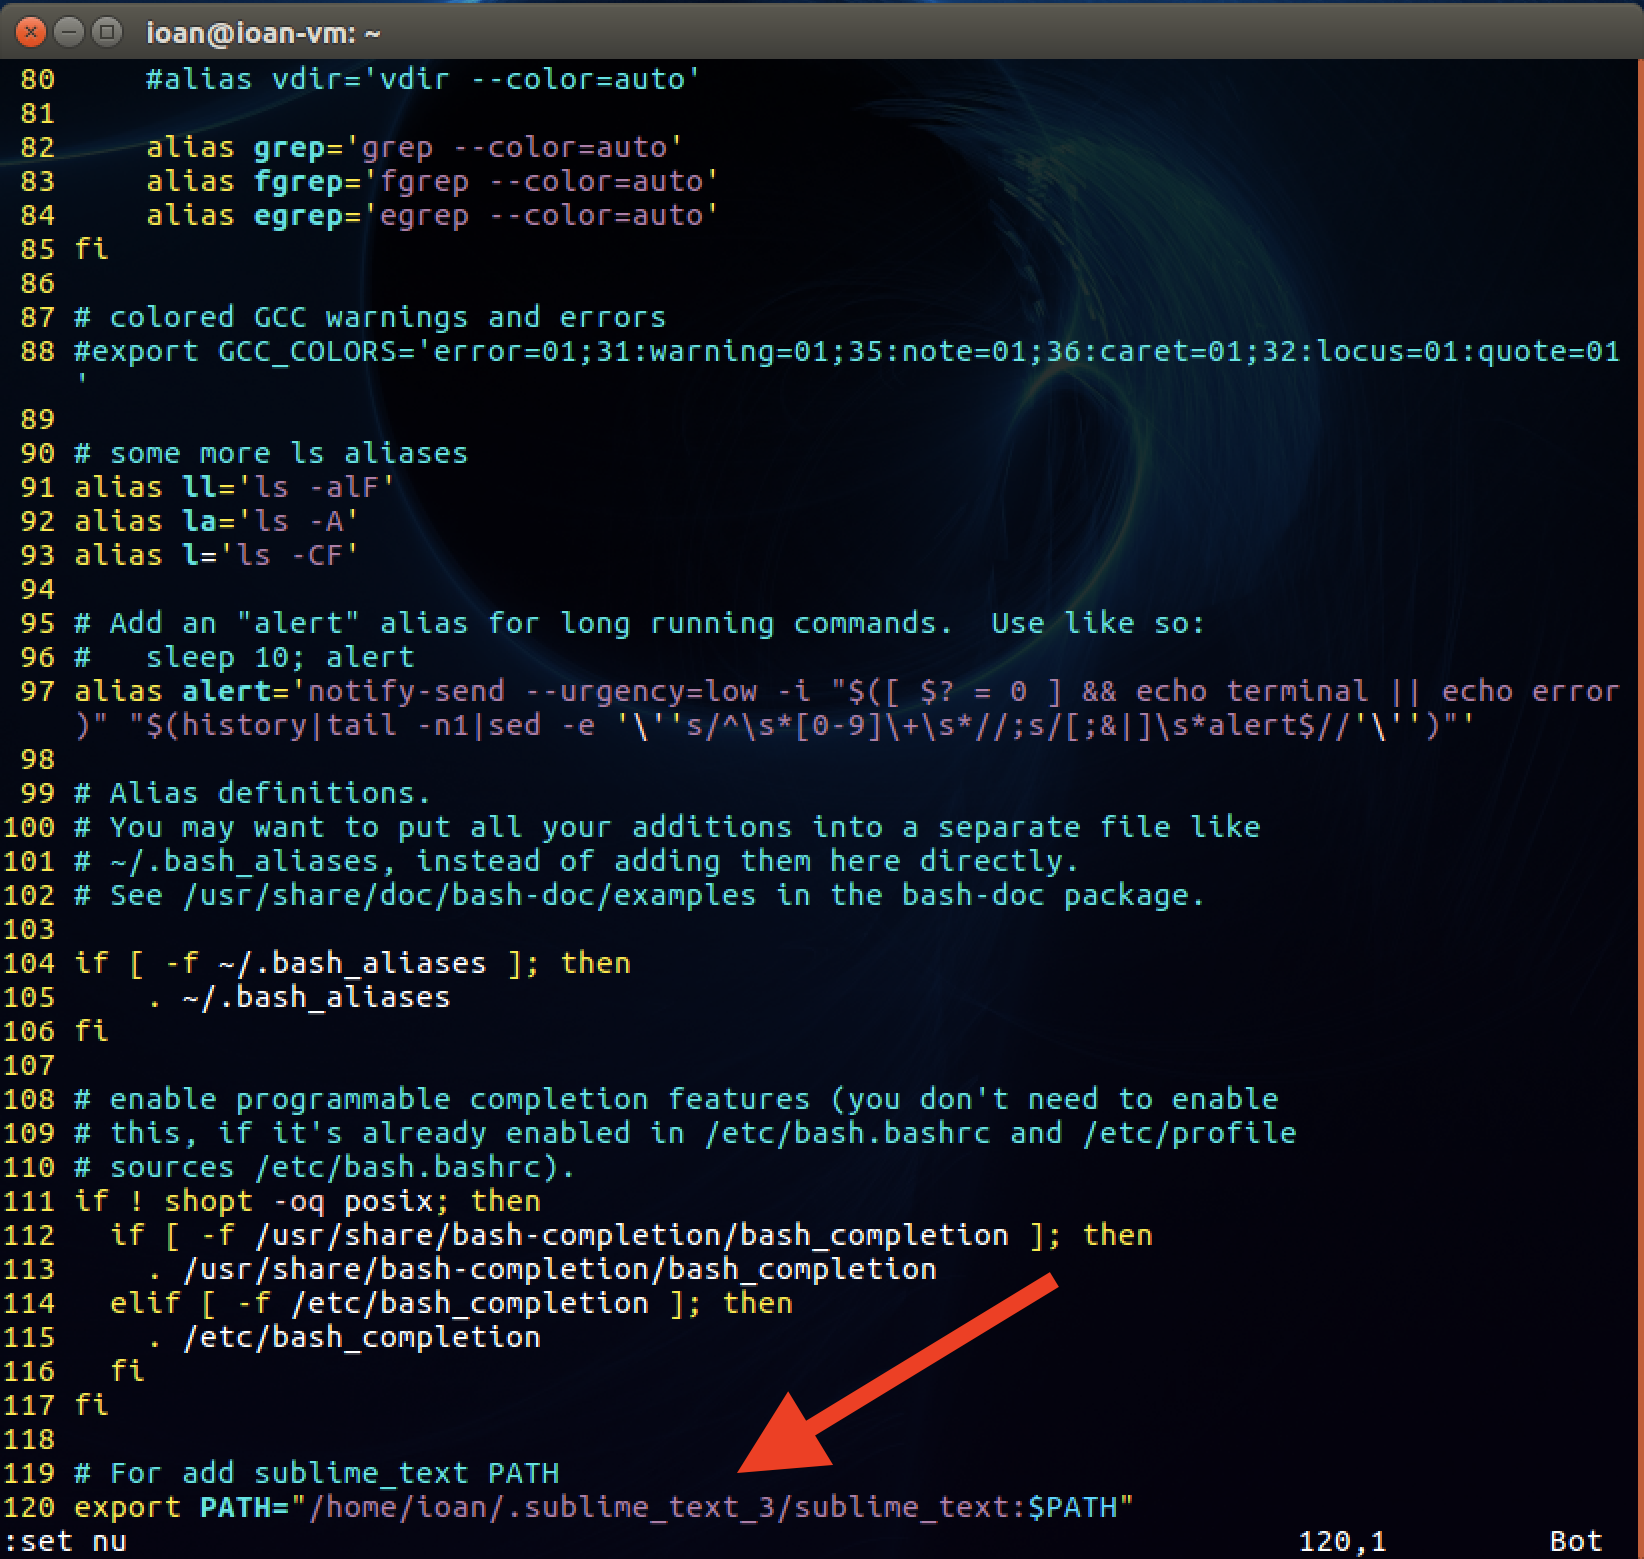 ioan@ioan-vm: ~
80     #alias vdir='vdir --color=auto'
81
82     alias grep='grep --color=auto'
83     alias fgrep='fgrep --color=auto'
84     alias egrep='egrep --color=auto'
85 fi
86
87 # colored GCC warnings and errors
88 #export GCC_COLORS='error=01;31:warning=01;35:note=01;36:caret=01;32:locus=01:quote=01
'
89
90 # some more ls aliases
91 alias ll='ls -alF'
92 alias la='ls -A'
93 alias l='ls -CF'
94
95 # Add an "alert" alias for long running commands.  Use like so:
96 #   sleep 10; alert
97 alias alert='notify-send --urgency=low -i "$([ $? = 0 ] && echo terminal || echo error
)" "$(history|tail -n1|sed -e '\''s/^\s*[0-9]\+\s*//;s/[;&|]\s*alert$//'\'')"'
98
99 # Alias definitions.
100 # You may want to put all your additions into a separate file like
101 # ~/.bash_aliases, instead of adding them here directly.
102 # See /usr/share/doc/bash-doc/examples in the bash-doc package.
103
104 if [ -f ~/.bash_aliases ]; then
105     . ~/.bash_aliases
106 fi
107
108 # enable programmable completion features (you don't need to enable
109 # this, if it's already enabled in /etc/bash.bashrc and /etc/profile
110 # sources /etc/bash.bashrc).
111 if ! shopt -oq posix; then
112   if [ -f /usr/share/bash-completion/bash_completion ]; then
113     . /usr/share/bash-completion/bash_completion
114   elif [ -f /etc/bash_completion ]; then
115     . /etc/bash_completion
116   fi
117 fi
118
119 # For add sublime_text PATH
120 export PATH="/home/ioan/.sublime_text_3/sublime_text:$PATH"
:set nu 120,1 Bot